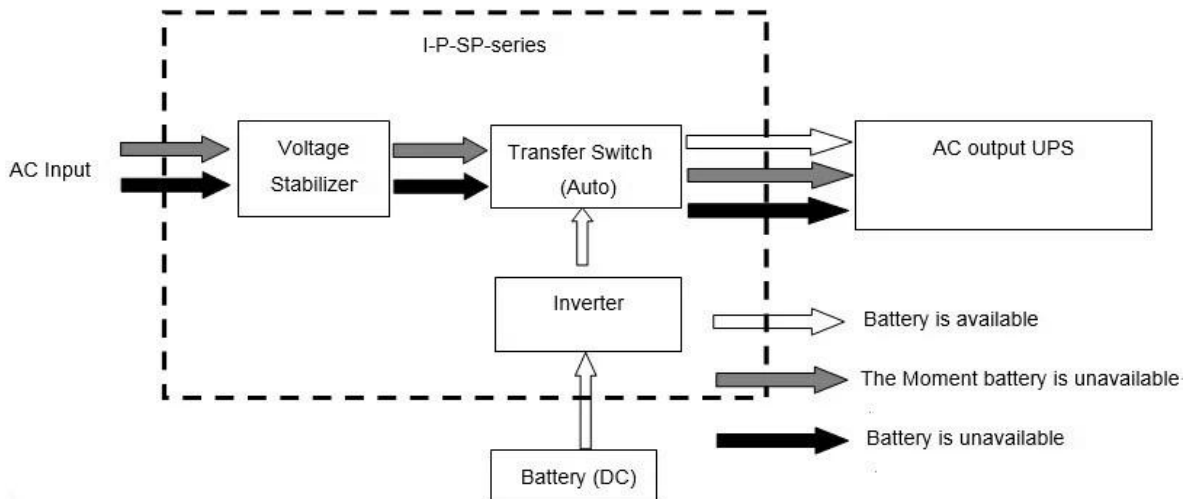 I-P-SP-series
AC Input
Voltage
Stabilizer
Transfer Switch
(Auto)
AC output UPS
Inverter
Battery (DC)
Battery is available
The Moment battery is unavailable
Battery is unavailable